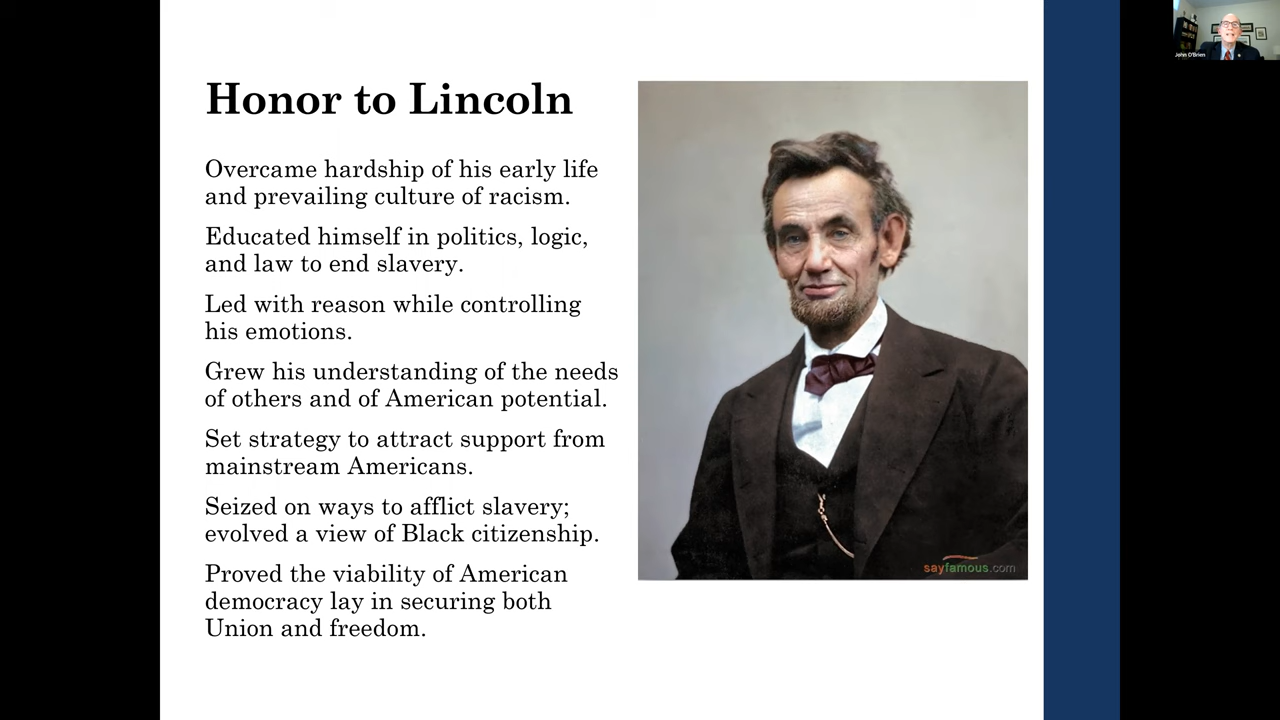 Honor to Lincoln
Overcame hardship of his early life
and prevailing culture of racism.
Educated himself in politics, logic,
and law to end slavery.
Led with reason while controlling
his emotions.
Grew his understanding of the needs
of others and of American potential.
Set strategy to attract support from
mainstream Americans.
Seized on ways to afflict slavery;
evolved a view of Black citizenship.
Proved the viability of American
democracy lay in securing both
Union and freedom.
sayfamous.com
John O'Brien